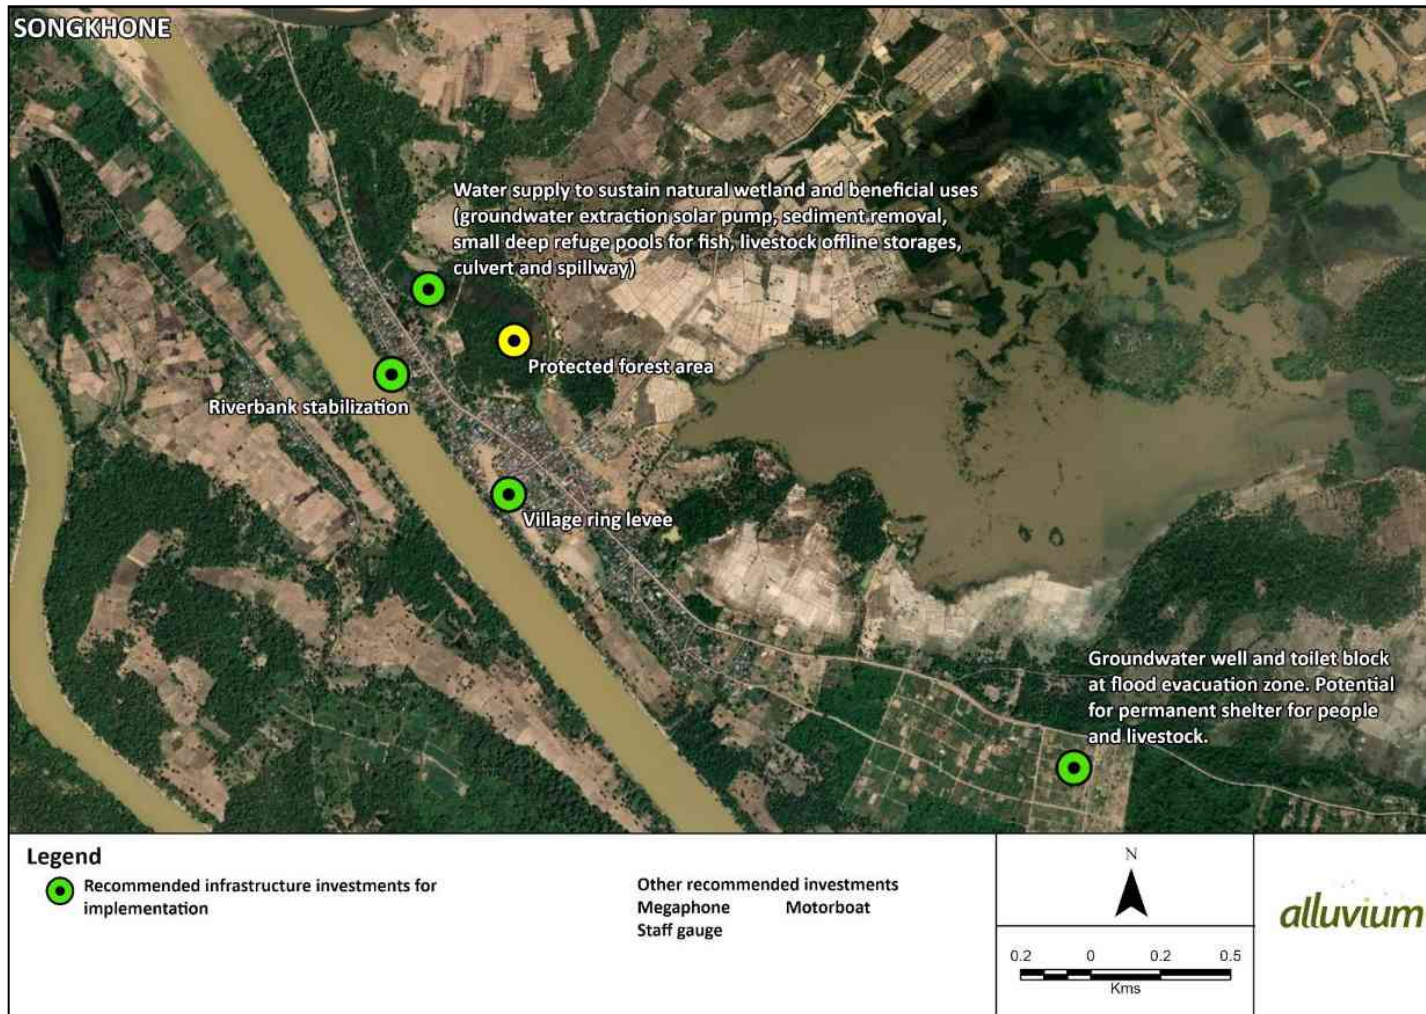 SONGKHONE
Water supply to sustain natural wetland and beneficial uses
(groundwater extraction solar pump, sediment removal,
small deep refuge pools for fish, livestock offline storages,
culvert and spillway)
Protected forest area
Riverbank stabilization
Village ring levee
Groundwater well and toilet block
at flood evacuation zone. Potential
for permanent shelter for people
and livestock.
Legend
Recommended infrastructure investments for
implementation
Other recommended investments
Megaphone Motorboat
Staff gauge
N
0.2 0 0.2 0.5
Kms
alluvium